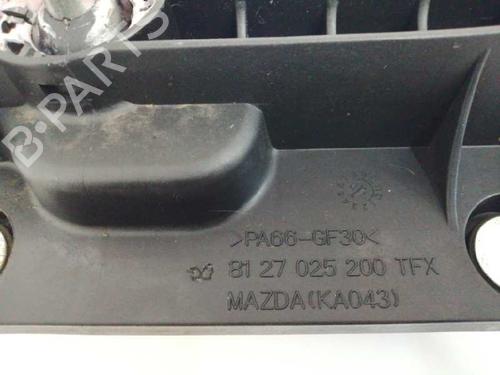 B-PARTS
>PA66-GF30<
81 27 025 200 TFX
MAZDA(KA043)